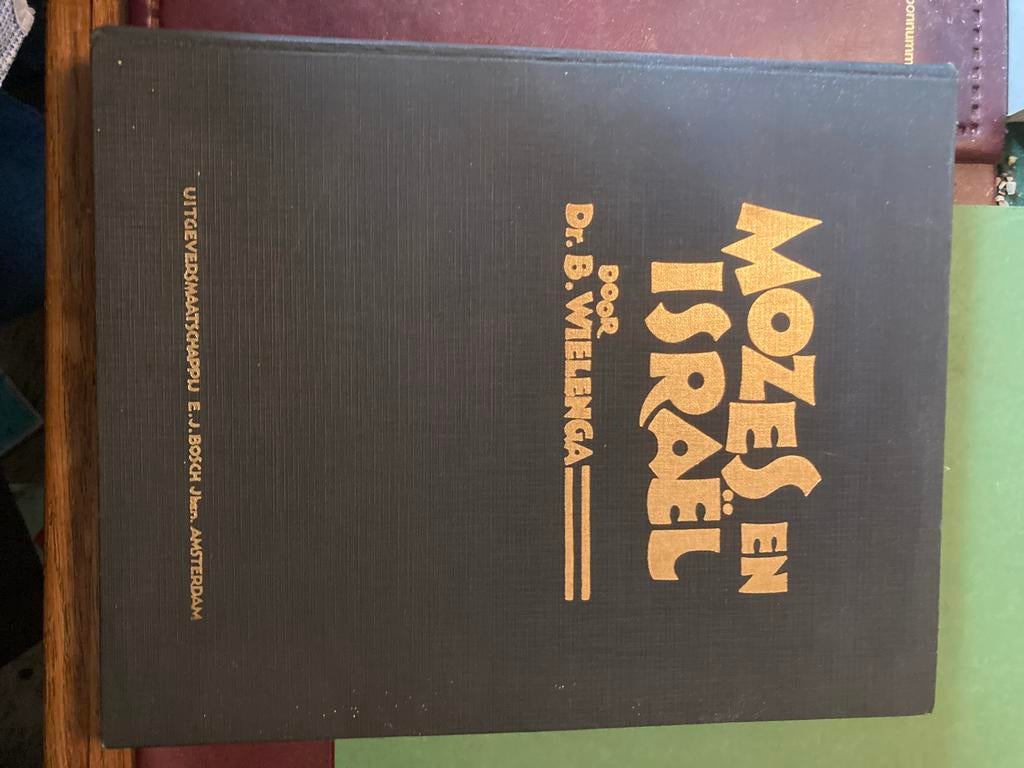 MOZES EN
ISRAËL
DOOR
Dr. B. WIELENGA
UITGEVERSMAATSCHAPPIJ E.J. BOSCH Jbzn. AMSTERDAM